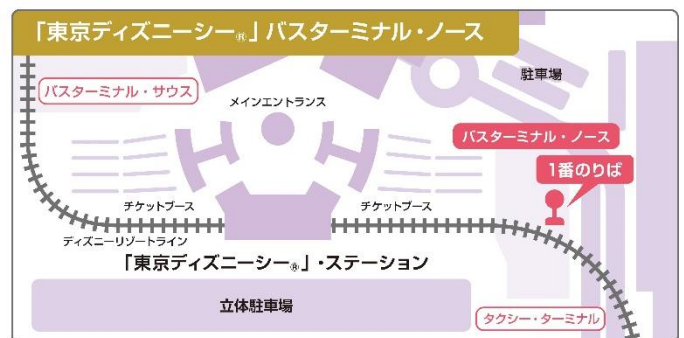 「東京ディズニーシー®」バスターミナル・ノース
駐車場
バスターミナル・サウス
メインエントランス
バスターミナル・ノース
1番のりば
チケットブース
チケットブース
ディズニーリゾートライン
「東京ディズニーシー®」・ステーション
立体駐車場
タクシー・ターミナル